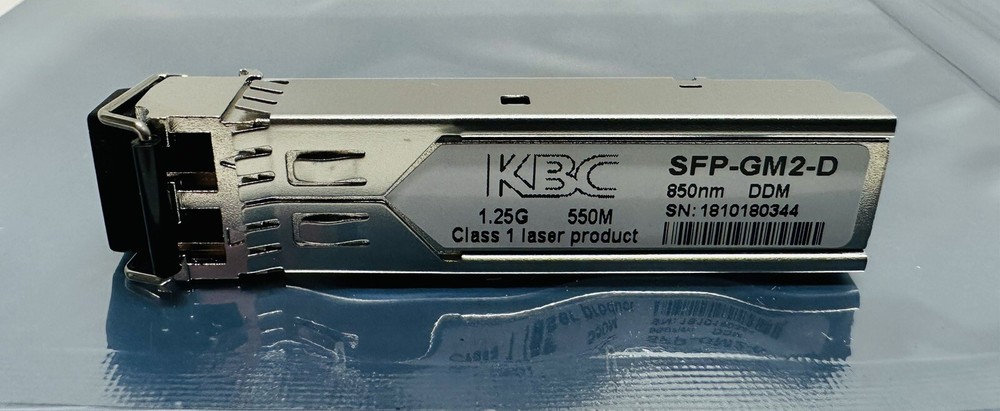 KBC
SFP-GM2-D
850nm DDM
SN: 1810180344
1.25G 550M
Class 1 laser product